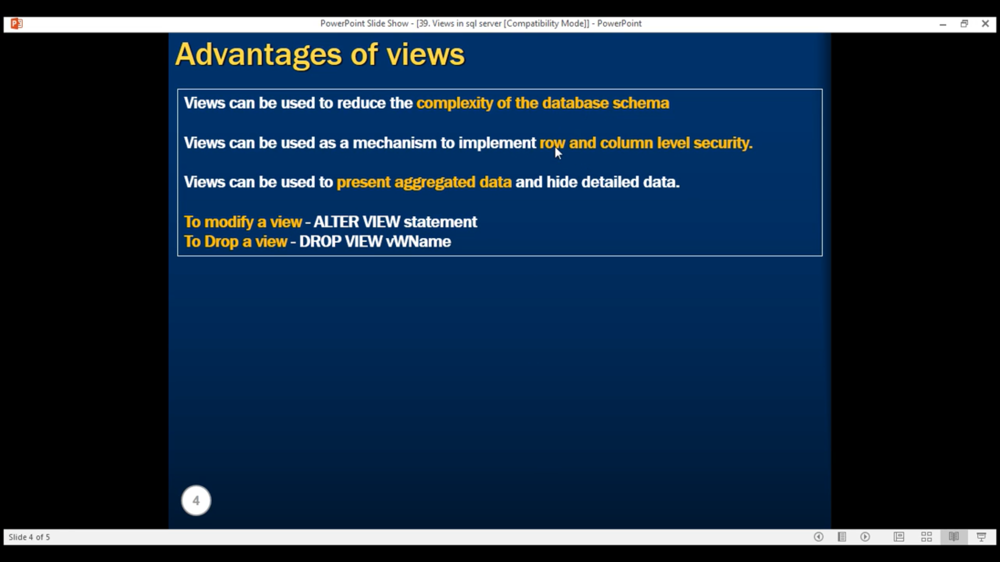 PowerPoint Slide Show - [39. Views in sql server [Compatibility Mode]] - PowerPoint
Advantages of views
Views can be used to reduce the complexity of the database schema
Views can be used as a mechanism to implement row and column level security.
Views can be used to present aggregated data and hide detailed data.
To modify a view - ALTER VIEW statement
To Drop a view - DROP VIEW vWName
4
Slide 4 of 5